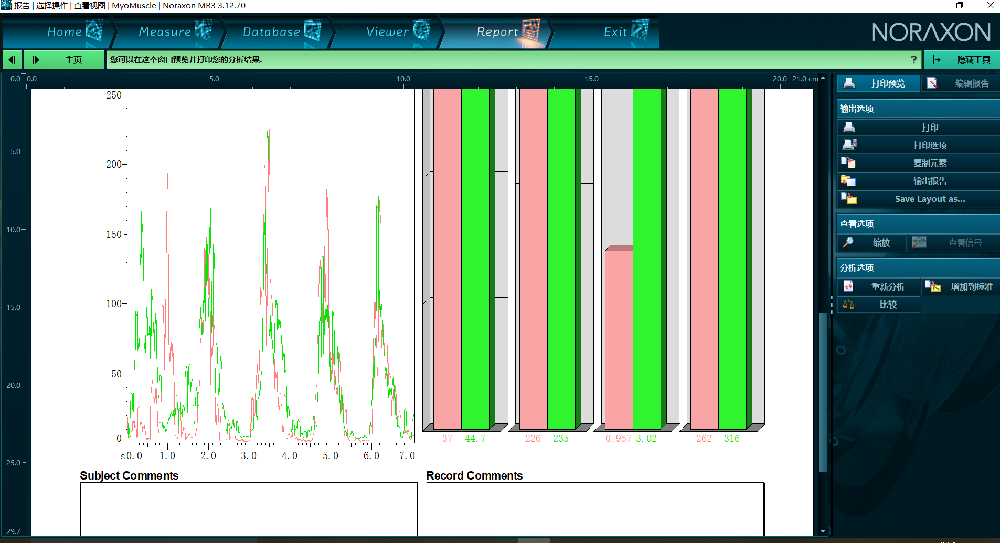 报告 | 选择操作 | 查看视图 | MyoMuscle | Noraxon MR3 3.12.70
Home
Measure
Database
Viewer
Report
Exit
NORAXON
主页
您可以在这个窗口预览并打印您的分析结果.
?
隐藏工具
0.0
0.0
5.0
10.0
15.0
20.0
21.0 cm
打印预览
编辑报告
输出选项
打印
打印选项
复制元素
输出报告
Save Layout as...
查看选项
缩放
查看信号
分析选项
重新分析
增加到标准
比较
5.0
10.0
15.0
20.0
25.0
29.7
250
200
150
100
50
0
s 0.0 1.0 2.0 3.0 4.0 5.0 6.0 7.0
37 44.7 226 235 0.957 3.02 262 316
Subject Comments
Record Comments